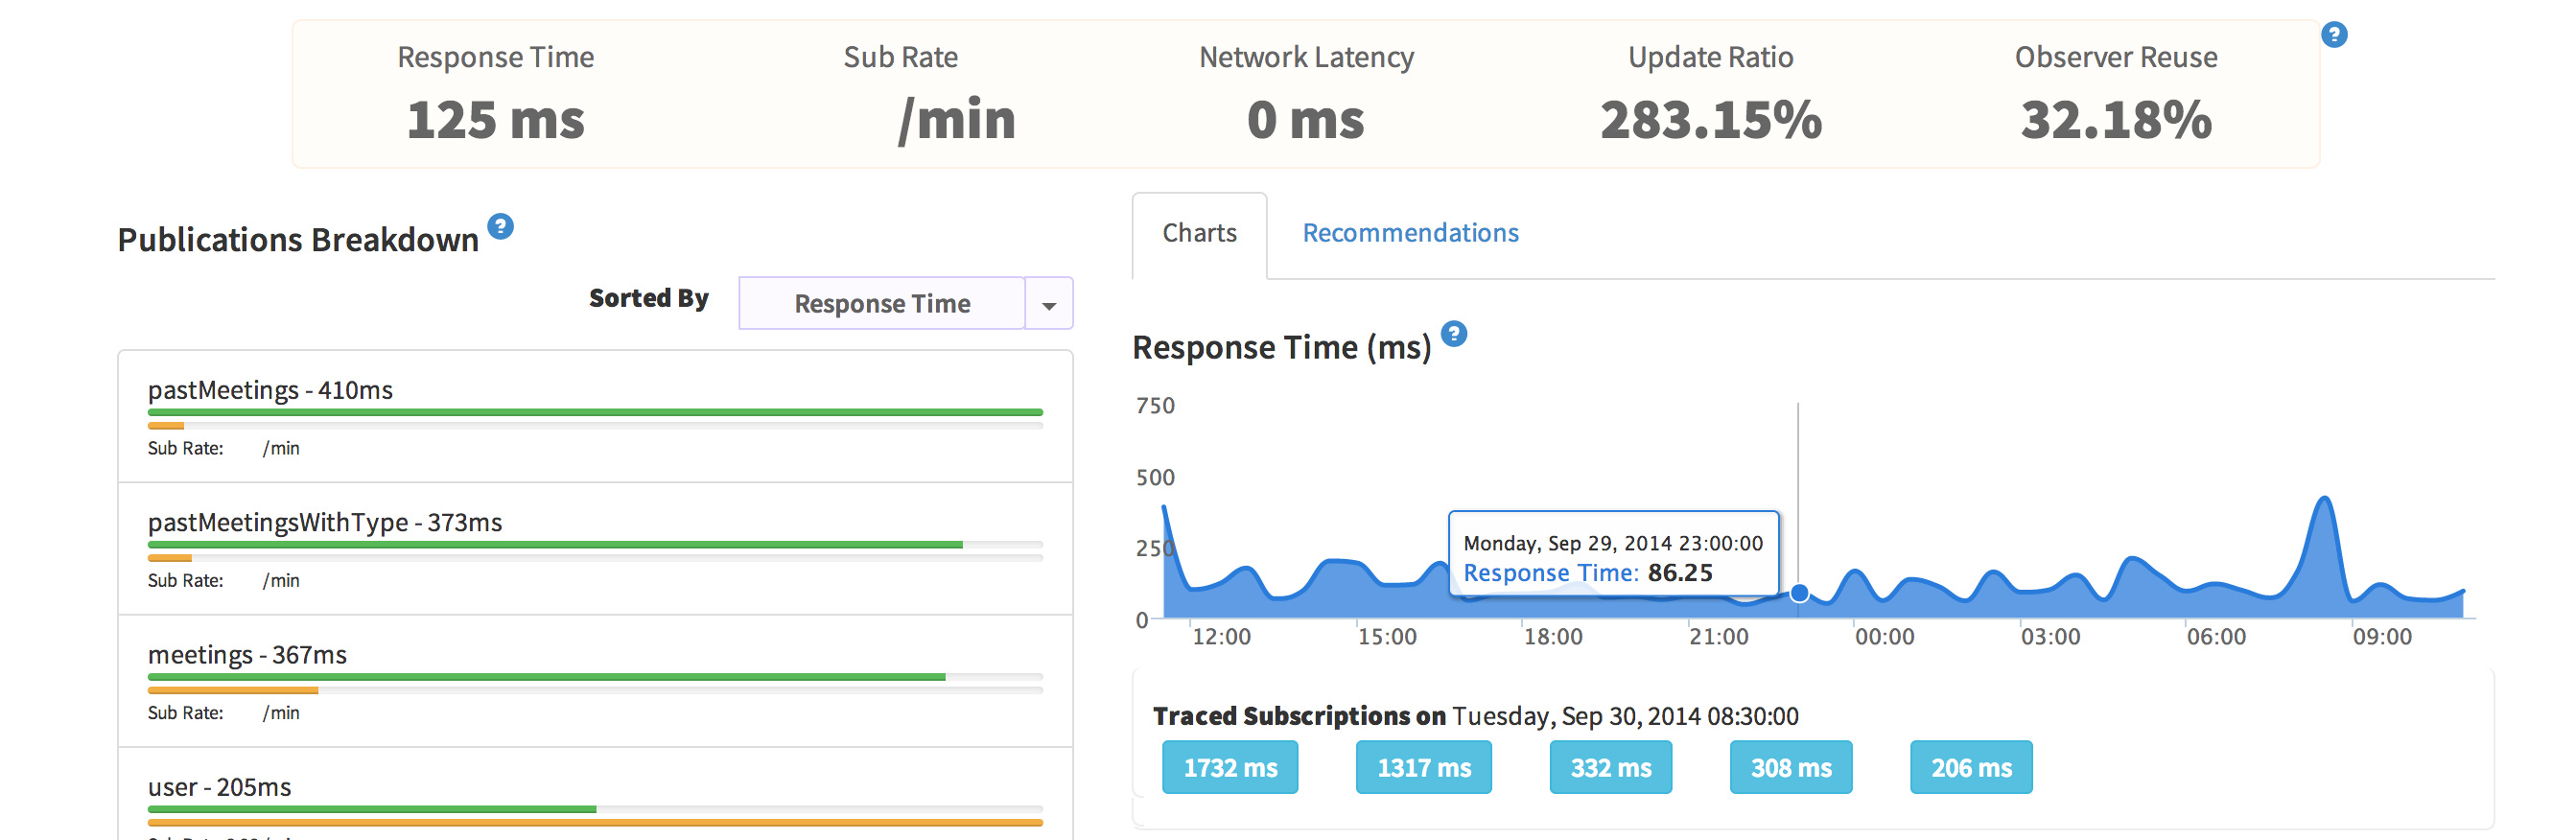 Response Time
125 ms
Sub Rate
/min
Network Latency
0 ms
Update Ratio
283.15%
Observer Reuse
32.18%
?
Publications Breakdown ?
Sorted By Response Time
pastMeetings - 410ms
Sub Rate: /min
pastMeetingsWithType - 373ms
Sub Rate: /min
meetings - 367ms
Sub Rate: /min
user - 205ms
Charts Recommendations
Response Time (ms) ?
750
500
250
0
Monday, Sep 29, 2014 23:00:00
Response Time: 86.25
12:00 15:00 18:00 21:00 00:00 03:00 06:00 09:00
Traced Subscriptions on Tuesday, Sep 30, 2014 08:30:00
1732 ms 1317 ms 332 ms 308 ms 206 ms